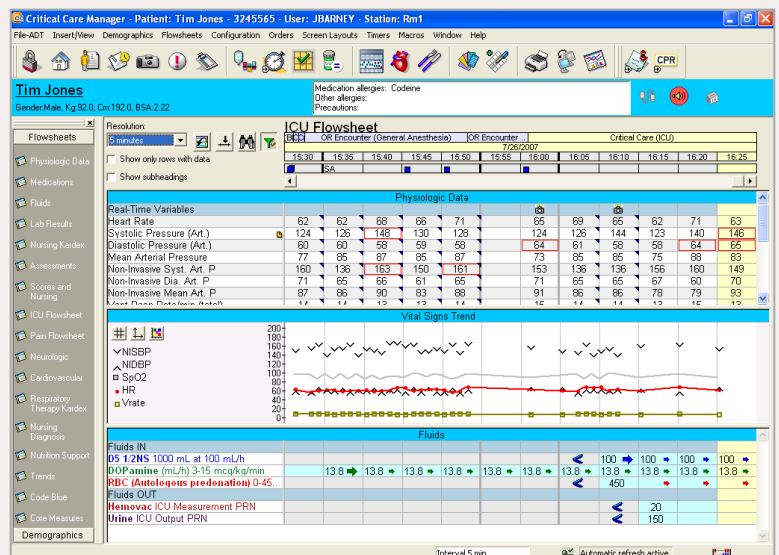 Critical Care Manager - Patient: Tim Jones - 3245565 - User: JBARNEY - Station: Rm1
File-ADT Insert/View Demographics Flowsheets Configuration Orders Screen Layouts Timers Macros Window Help
CPR
Tim Jones
Gender:Male, Kg:92.0, Cm:192.0, BSA:2.22
Medication allergies: Codeine
Other allergies:
Precautions:
Flowsheets
Physiologic Data
Medications
Fluids
Lab Results
Nursing Kardex
Assessments
Scores and Nursing
ICU Flowsheet
Pain Flowsheet
Neurologic
Cardiovascular
Respiratory Therapy Kardex
Nursing Diagnosis
Nutrition Support
Trends
Code Blue
Core Measures
Demographics
Resolution:
5 minutes
Show only rows with data
Show subheadings
ICU Flowsheet
OR Encounter (General Anesthesia) OR Encounter ... Critical Care (ICU)
7/26/2007
15:30 15:35 15:40 15:45 15:50 15:55 16:00 16:05 16:10 16:15 16:20 16:25
SA
Physiologic Data
Real-Time Variables
Heart Rate 62 62 68 66 71 65 69 65 62 71 63
Systolic Pressure (Art.) 124 126 148 130 128 124 126 144 123 140 146
Diastolic Pressure (Art.) 60 60 58 59 58 64 61 58 58 64 65
Mean Arterial Pressure 77 85 87 85 87 73 85 85 75 88 83
Non-Invasive Syst. Art. P 160 136 163 150 161 153 136 136 156 160 149
Non-Invasive Dia. Art. P 71 65 66 61 65 71 65 65 67 60 70
Non-Invasive Mean Art. P 87 86 90 83 88 91 86 86 78 79 93
Vital Signs Trend
NISBP
NIDBP
SpO2
HR
Vrate
200
180
160
140
120
100
80
60
40
20
0
Fluids
Fluids IN
D5 1/2NS 1000 mL at 100 mL/h 100 100 100 100
DOPamine (mL/h) 3-15 mcg/kg/min 13.8 13.8 13.8 13.8 13.8 13.8 13.8 13.8 13.8 13.8 13.8
RBC (Autologous predonation) 0-45.. 450
Fluids OUT
Hemovac ICU Measurement PRN 20
Urine ICU Output PRN 150
Interval 5 min Automatic refresh active